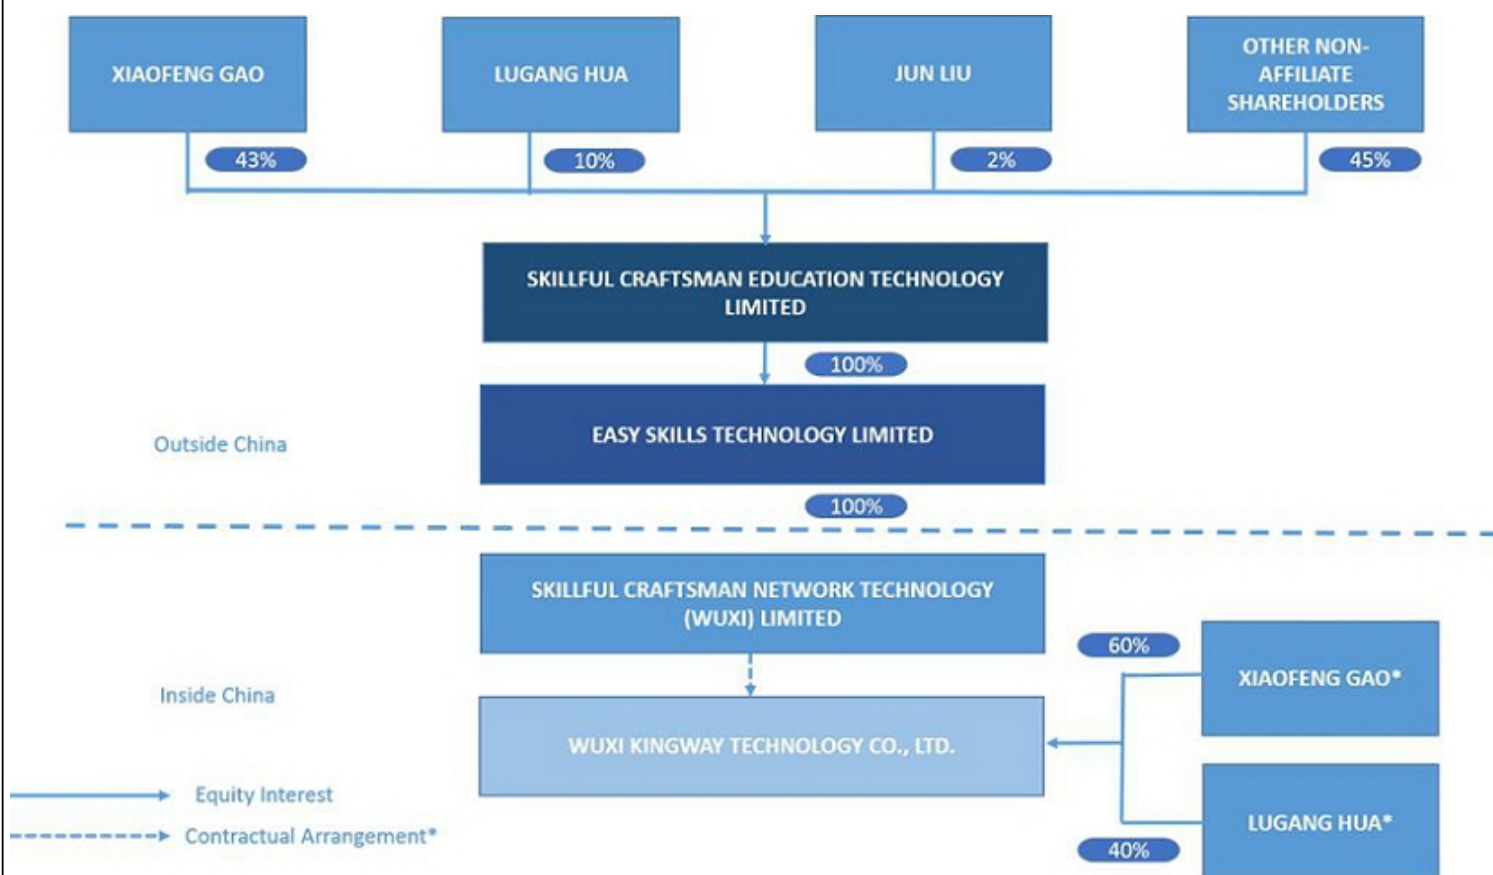 XIAOFENG GAO
LUGANG HUA
JUN LIU
OTHER NON-
AFFILIATE
SHAREHOLDERS
43%
10%
2%
45%
SKILLFUL CRAFTSMAN EDUCATION TECHNOLOGY
LIMITED
100%
EASY SKILLS TECHNOLOGY LIMITED
Outside China
100%
SKILLFUL CRAFTSMAN NETWORK TECHNOLOGY
(WUXI) LIMITED
60%
XIAOFENG GAO*
Inside China
WUXI KINGWAY TECHNOLOGY CO., LTD.
Equity Interest
Contractual Arrangement*
LUGANG HUA*
40%